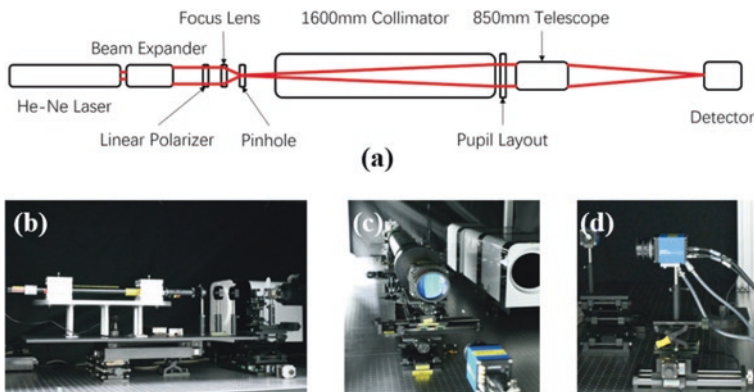 Focus Lens
1600mm Collimator
850mm Telescope
Beam Expander
He-Ne Laser
Linear Polarizer
Pinhole
Pupil Layout
Detector
(a)
(b)
(c)
(d)